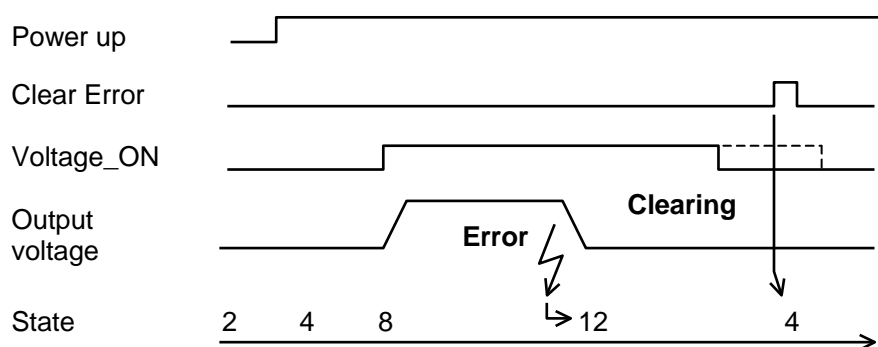 Power up
Clear Error
Voltage_ON
Output
voltage
Error
Clearing
State 2 4 8 12 4